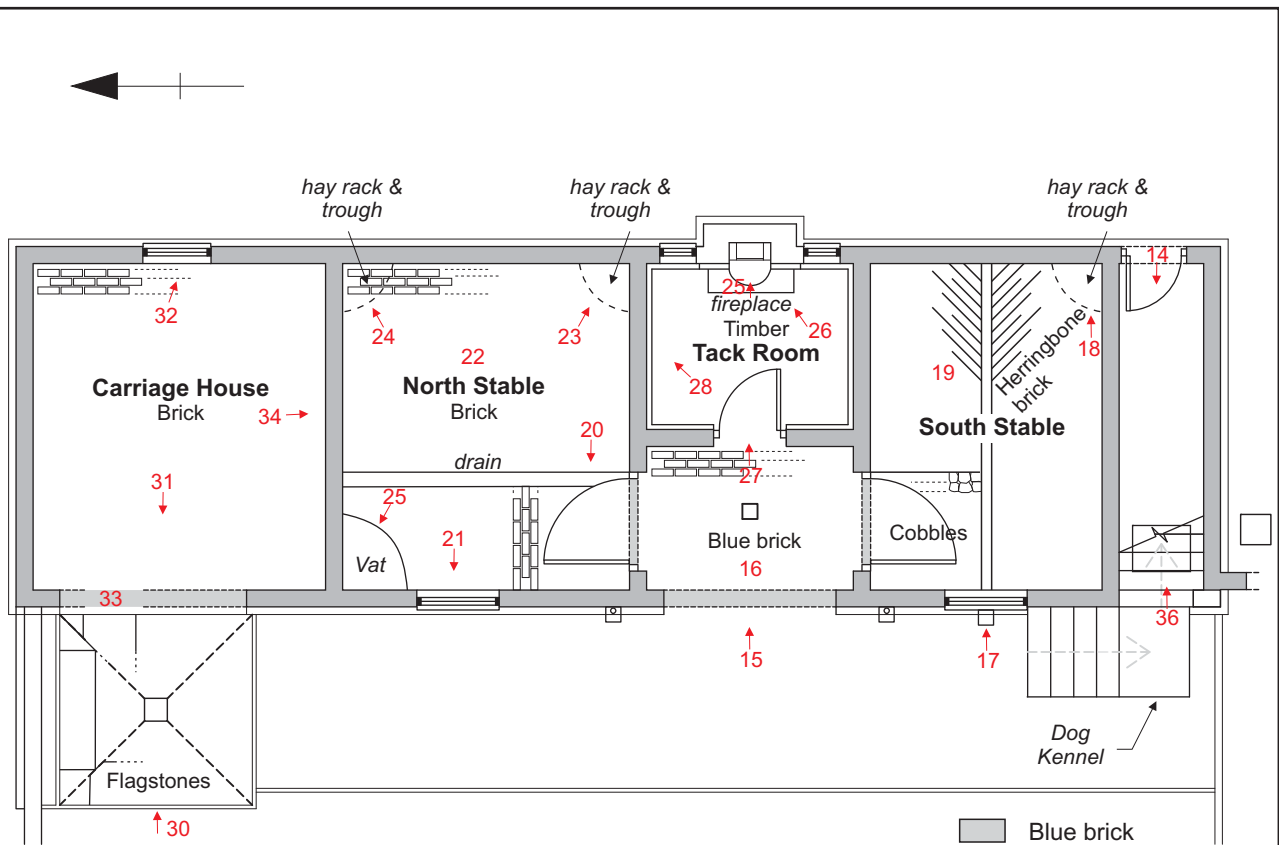 hay rack &
trough
hay rack &
trough
hay rack &
trough
14
32
24
23
25
fireplace
Timber
26
Tack Room
28
18
22
19
Herringbone
brick
Carriage House
Brick
34
North Stable
Brick
South Stable
20
drain
27
31
25
21
Vat
Blue brick
16
Cobbles
33
15
17
36
Dog
Kennel
Flagstones
30
Blue brick